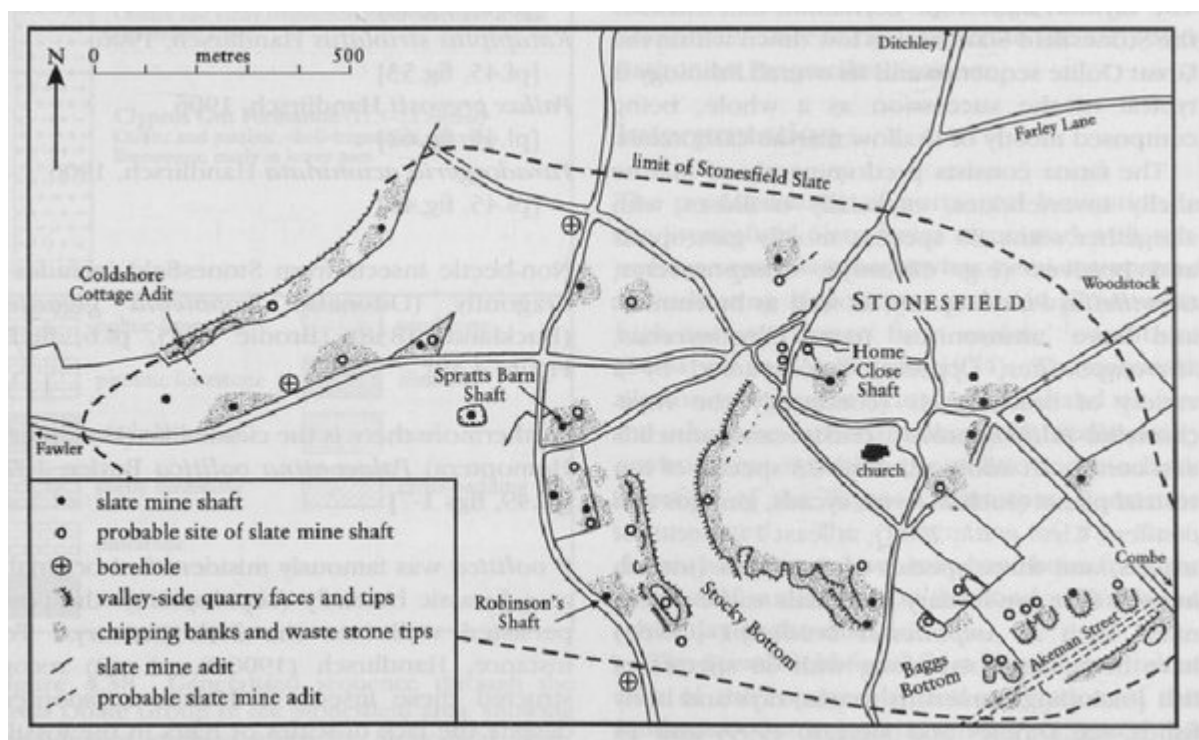 N
0 metres 500
Ditchley
Farley Lane
limit of Stonesfield Slate
Coldshore
Cottage Adit
Woodstock
STONESFIELD
Home
Close
Shaft
Spratts Barn
Shaft
Fawler
church
Combe
Robinson's
Shaft
Stocky Bottom
Baggs
Bottom
Akeman Street
slate mine shaft
probable site of slate mine shaft
borehole
valley-side quarry faces and tips
chipping banks and waste stone tips
slate mine adit
probable slate mine adit